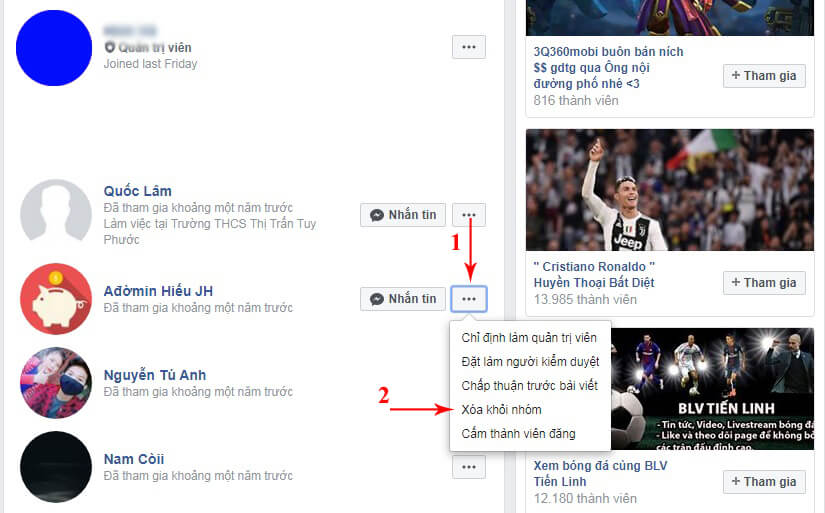 Quản trị viên
Joined last Friday
Quốc Lâm
Đã tham gia khoảng một năm trước
Làm việc tại Trường THCS Thị Trấn Tuy
Phước
Nhắn tin
1
Ađờmin Hiếu JH
Đã tham gia khoảng một năm trước
Nhắn tin
Chỉ định làm quản trị viên
Đặt làm người kiểm duyệt
Chấp thuận trước bài viết
2
Xóa khỏi nhóm
Cấm thành viên đăng
Nguyễn Tú Anh
Đã tham gia khoảng một năm trước
Nam Còii
Đã tham gia khoảng một năm trước
3Q360mobi buôn bán ních
$$ gdtg qua Ông nội
đường phố nhé <3
816 thành viên
+ Tham gia
Jeep
" Cristiano Ronaldo "
Huyền Thoại Bất Diệt
13.985 thành viên
+ Tham gia
BLV TIẾN LINH
- Tin tức, Video, Livestream bóng đá
- Like và theo dõi page để không bỏ
các trận đấu đỉnh cao.
Xem bóng đá cùng BLV
Tiến Linh
12.180 thành viên
+ Tham gia